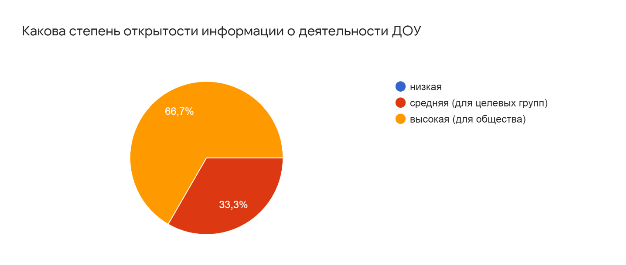 Какова степень открытости информации о деятельности ДОУ
низкая
66,7%
средняя (для целевых групп)
высокая (для общества)
33,3%